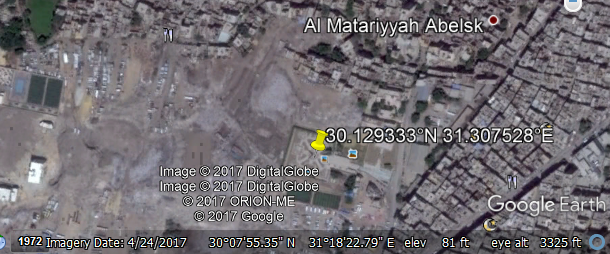 Al Matariyyah Abelsk
30.129333°N 31.307528°E
Image © 2017 DigitalGlobe
Image © 2017 DigitalGlobe
© 2017 ORION-ME
© 2017 Google
Google Earth
1972 Imagery Date: 4/24/2017 30°07'55.35" N 31°18'22.79" E elev 81 ft eye alt 3325 ft